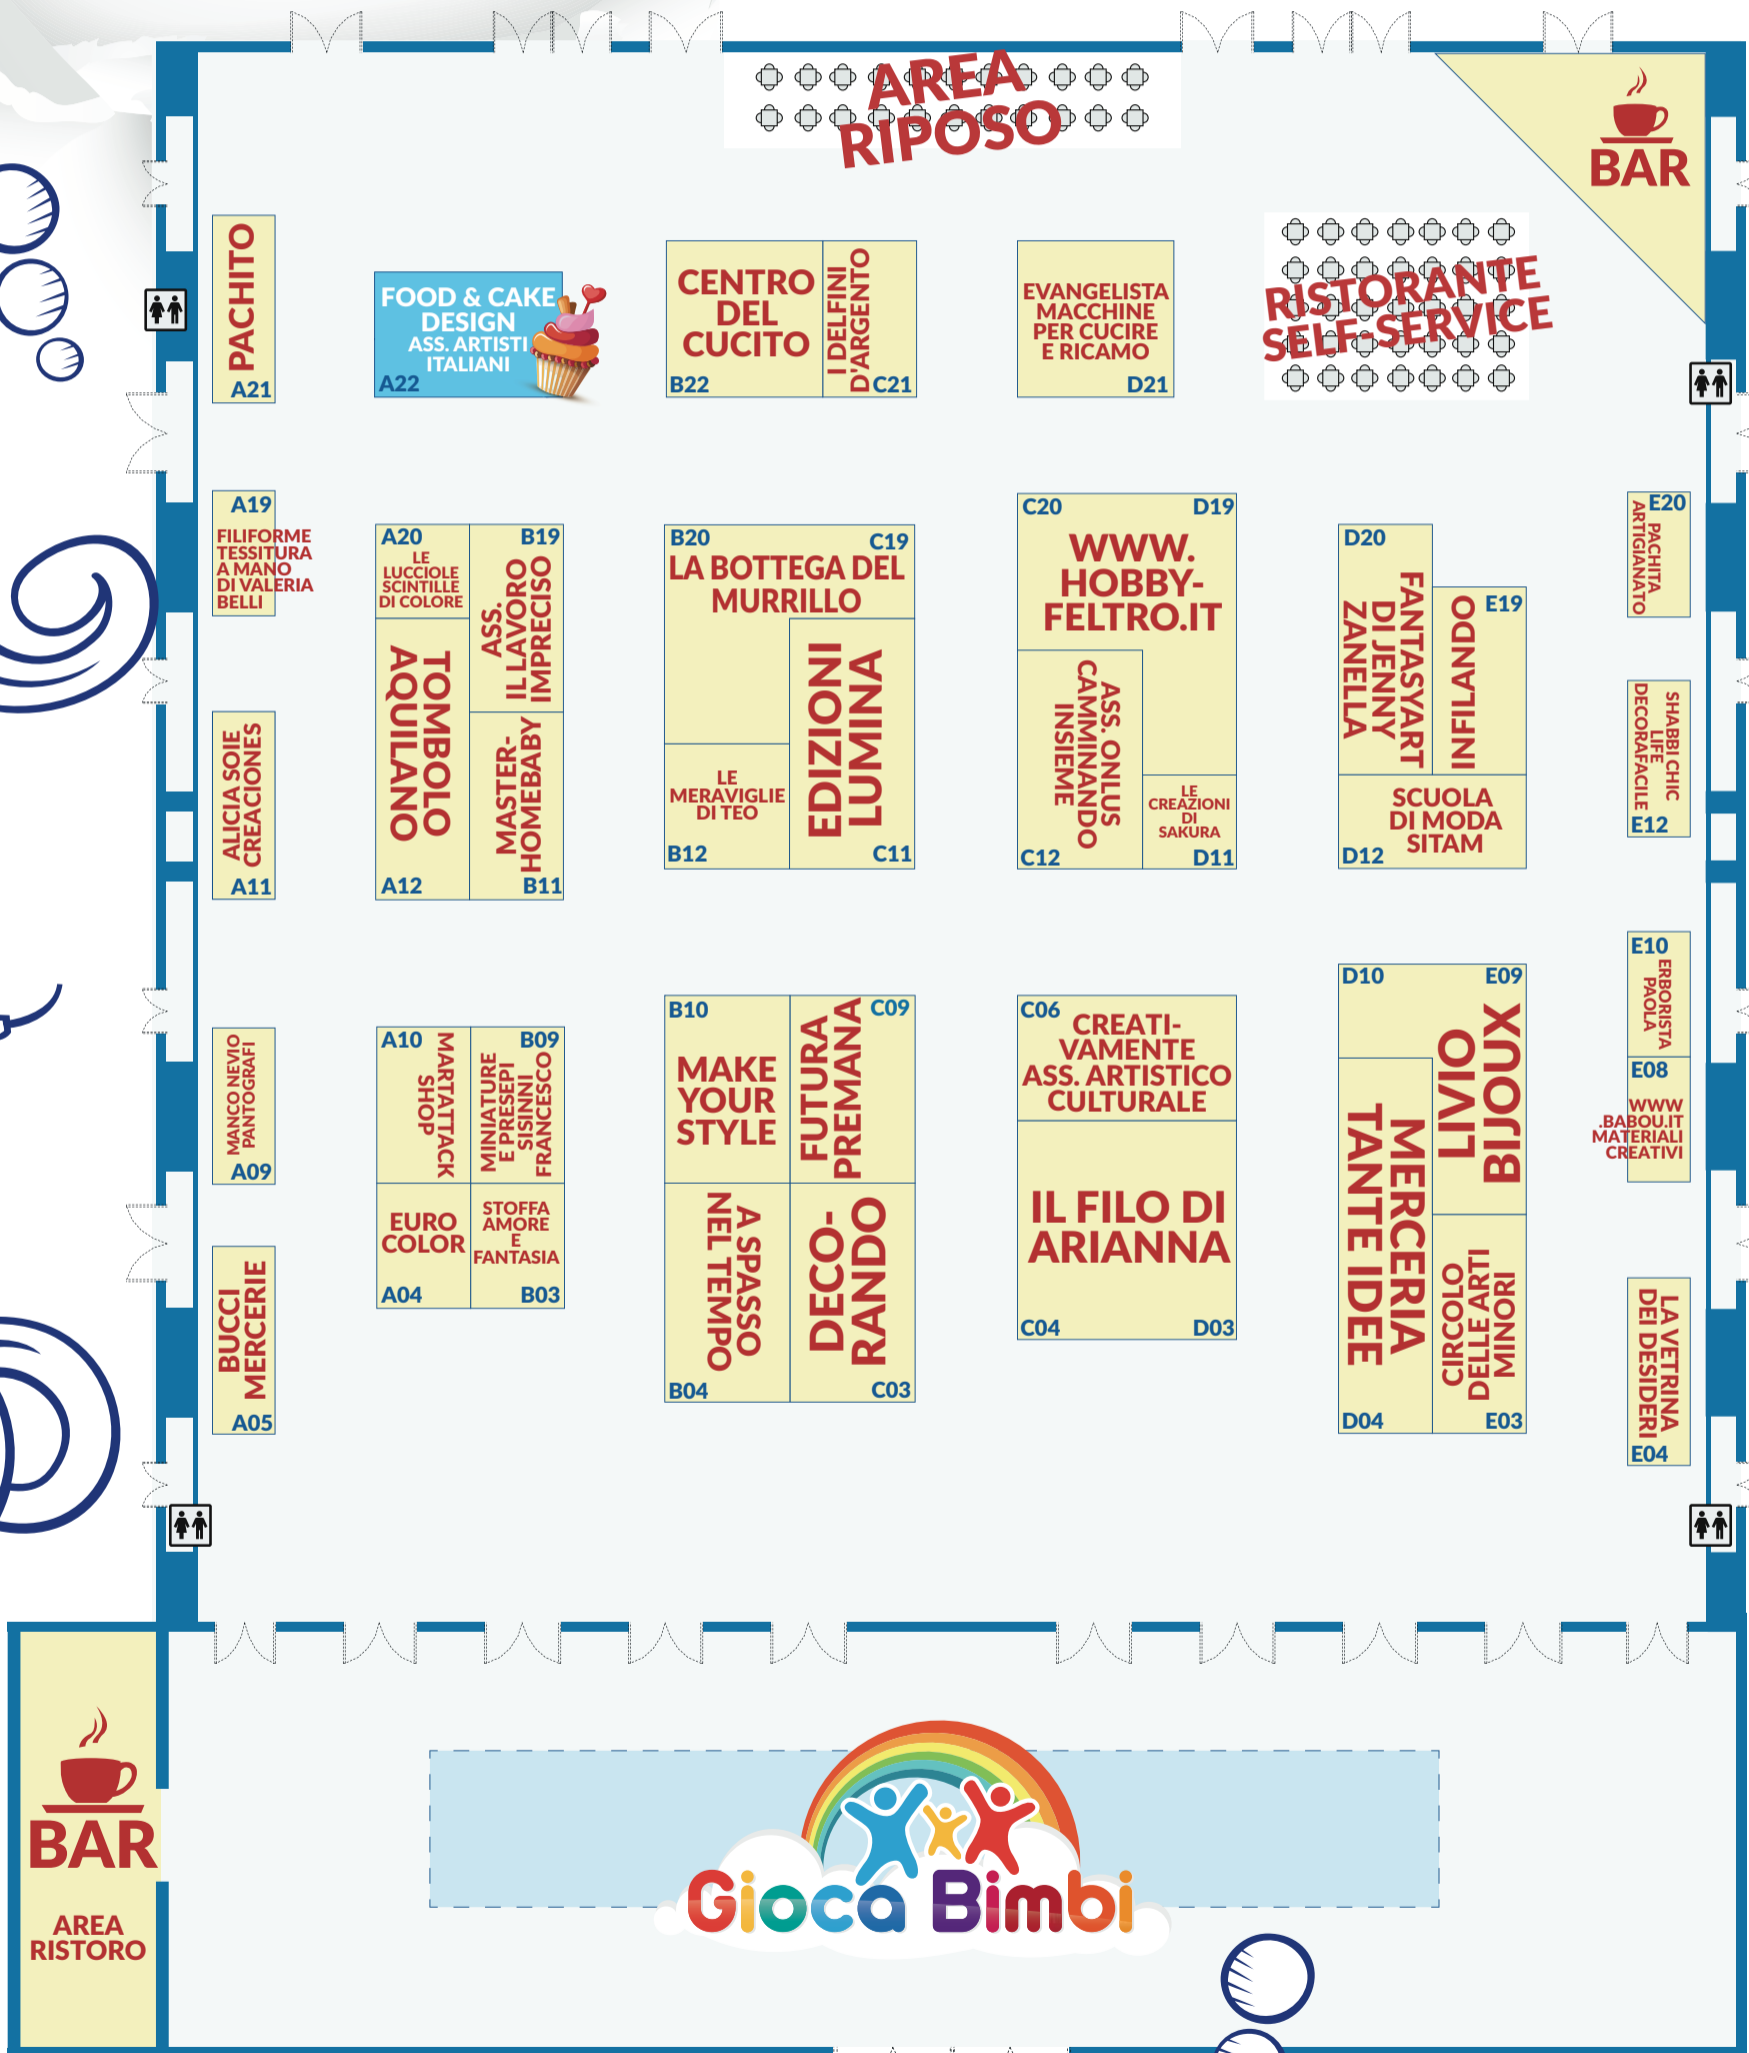 AREA
RIPOSO
BAR
PACHITO
A21
FOOD & CAKE
DESIGN
ASS. ARTISTI
ITALIANI
A22
CENTRO
DEL
CUCITO
B22
I DELFINI
D'ARGENTO
C21
EVANGELISTA
MACCHINE
PER CUCIRE
E RICAMO
D21
RISTORANTE
SELF-SERVICE
A19
FILIFORME
TESSITURA
A MANO
DI VALERIA
BELLI
A20
LE
LUCCIOLE
SCINTILLE
DI COLORE
B19
ASS.
IL LAVORO
IMPRECISO
TOMBOLO
AQUILANO
A12
MASTER-
HOMEBABY
B11
B20
C19
LA BOTTEGA DEL
MURRILLO
EDIZIONI
LUMINA
C11
LE
MERAVIGLIE
DI TEO
B12
C20
D19
WWW.
HOBBY-
FELTRO.IT
ASS. ONLUS
CAMMINANDO
INSIEME
C12
LE
CREAZIONI
DI
SAKURA
D11
D20
FANTASYART
DI JENNY
ZANELLA
E19
INFILANDO
SCUOLA
DI MODA
SITAM
D12
E20
PACHITA
ARTIGIANATO
SHABBI CHIC
LIFE
DECORAFACILE
E12
ALICIA SOIE
CREACIONES
A11
MANCO NEVIO
PANTOGRAFI
A09
A10
MARTATTACK
SHOP
B09
MINIATURE
E PRESEPI
SISINNI
FRANCESCO
EURO
COLOR
A04
STOFFA
AMORE
E
FANTASIA
B03
B10
MAKE
YOUR
STYLE
C09
FUTURA
PREMANA
A SPASSO
NEL TEMPO
B04
DECO-
RANDO
C03
C06
CREATI-
VAMENTE
ASS. ARTISTICO
CULTURALE
IL FILO DI
ARIANNA
C04
D03
D10
E09
LIVIO
BIJOUX
MERCERIA
TANTE IDEE
D04
CIRCOLO
DELLE ARTI
MINORI
E03
E10
ERBORISTA
PAOLA
E08
WWW
.BABOU.IT
MATERIALI
CREATIVI
BUCCI
MERCERIE
A05
LA VETRINA
DEI DESIDERI
E04
BAR
AREA
RISTORO
Gioca Bimbi